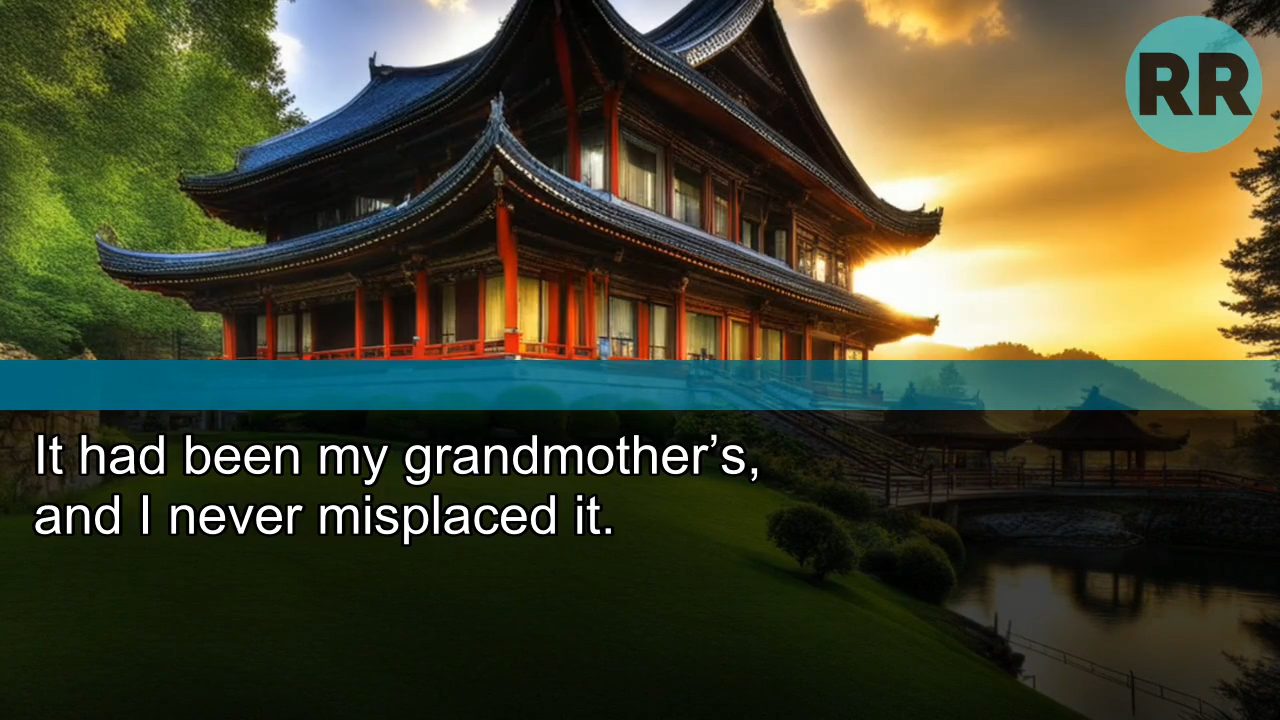 RR
It had been my grandmother’s,
and I never misplaced it.